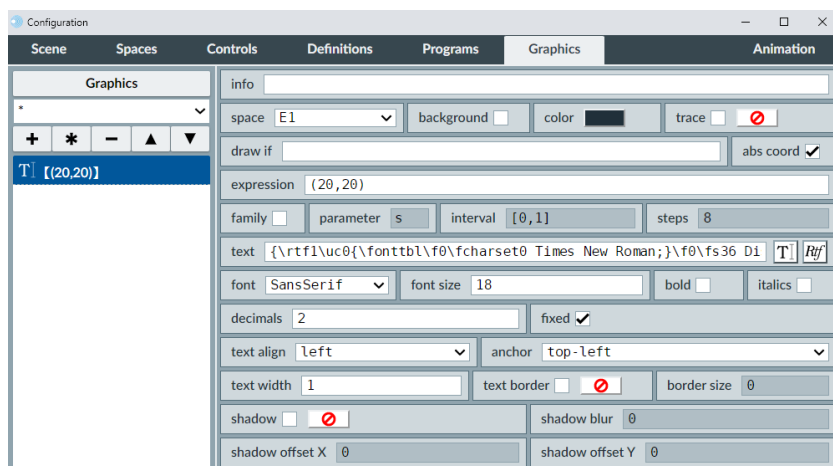 Configuration
Scene Spaces Controls Definitions Programs Graphics Animation
Graphics
*
+ * − ▲ ▼
T 【(20,20)】
info
space E1 background color trace
draw if abs coord
expression (20,20)
family parameter s interval [0,1] steps 8
text {\rtf1\uc0{\fonttbl\f0\fcharset0 Times New Roman;}\f0\fs36 Di T Rtf
font SansSerif font size 18 bold italics
decimals 2 fixed
text align left anchor top-left
text width 1 text border border size 0
shadow shadow blur 0
shadow offset X 0 shadow offset Y 0